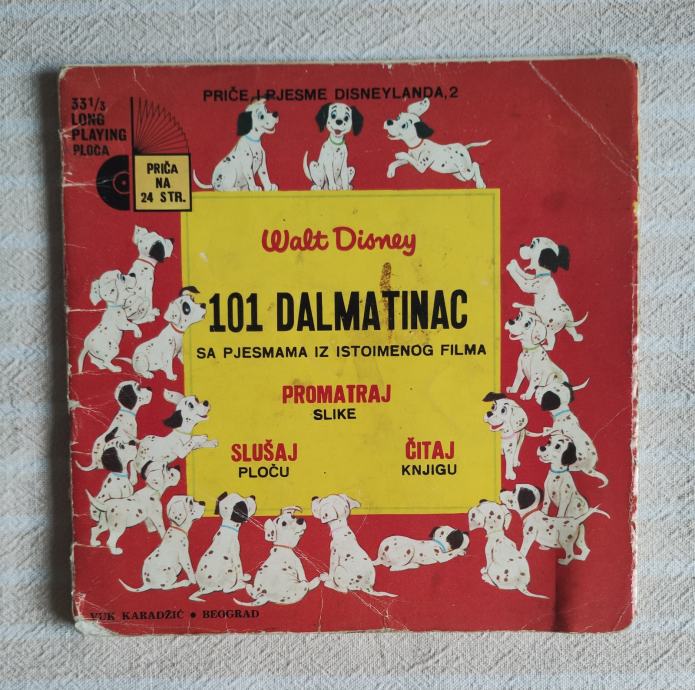 PRIČE I PJESME DISNEYLANDA, 2
33 1/3
LONG
PLAYING
PLOČA
PRIČA
NA
24 STR.
Walt Disney
101 DALMATINAC
SA PJESMAMA IZ ISTOIMENOG FILMA
PROMATRAJ
SLIKE
SLUŠAJ
PLOČU
ČITAJ
KNJIGU
VUK KARADŽIĆ • BEOGRAD